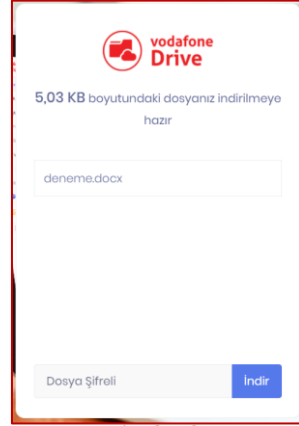 vodafone
Drive
5,03 KB boyutundaki dosyanız indirilmeye
hazır
deneme.docx
Dosya Şifreli
İndir